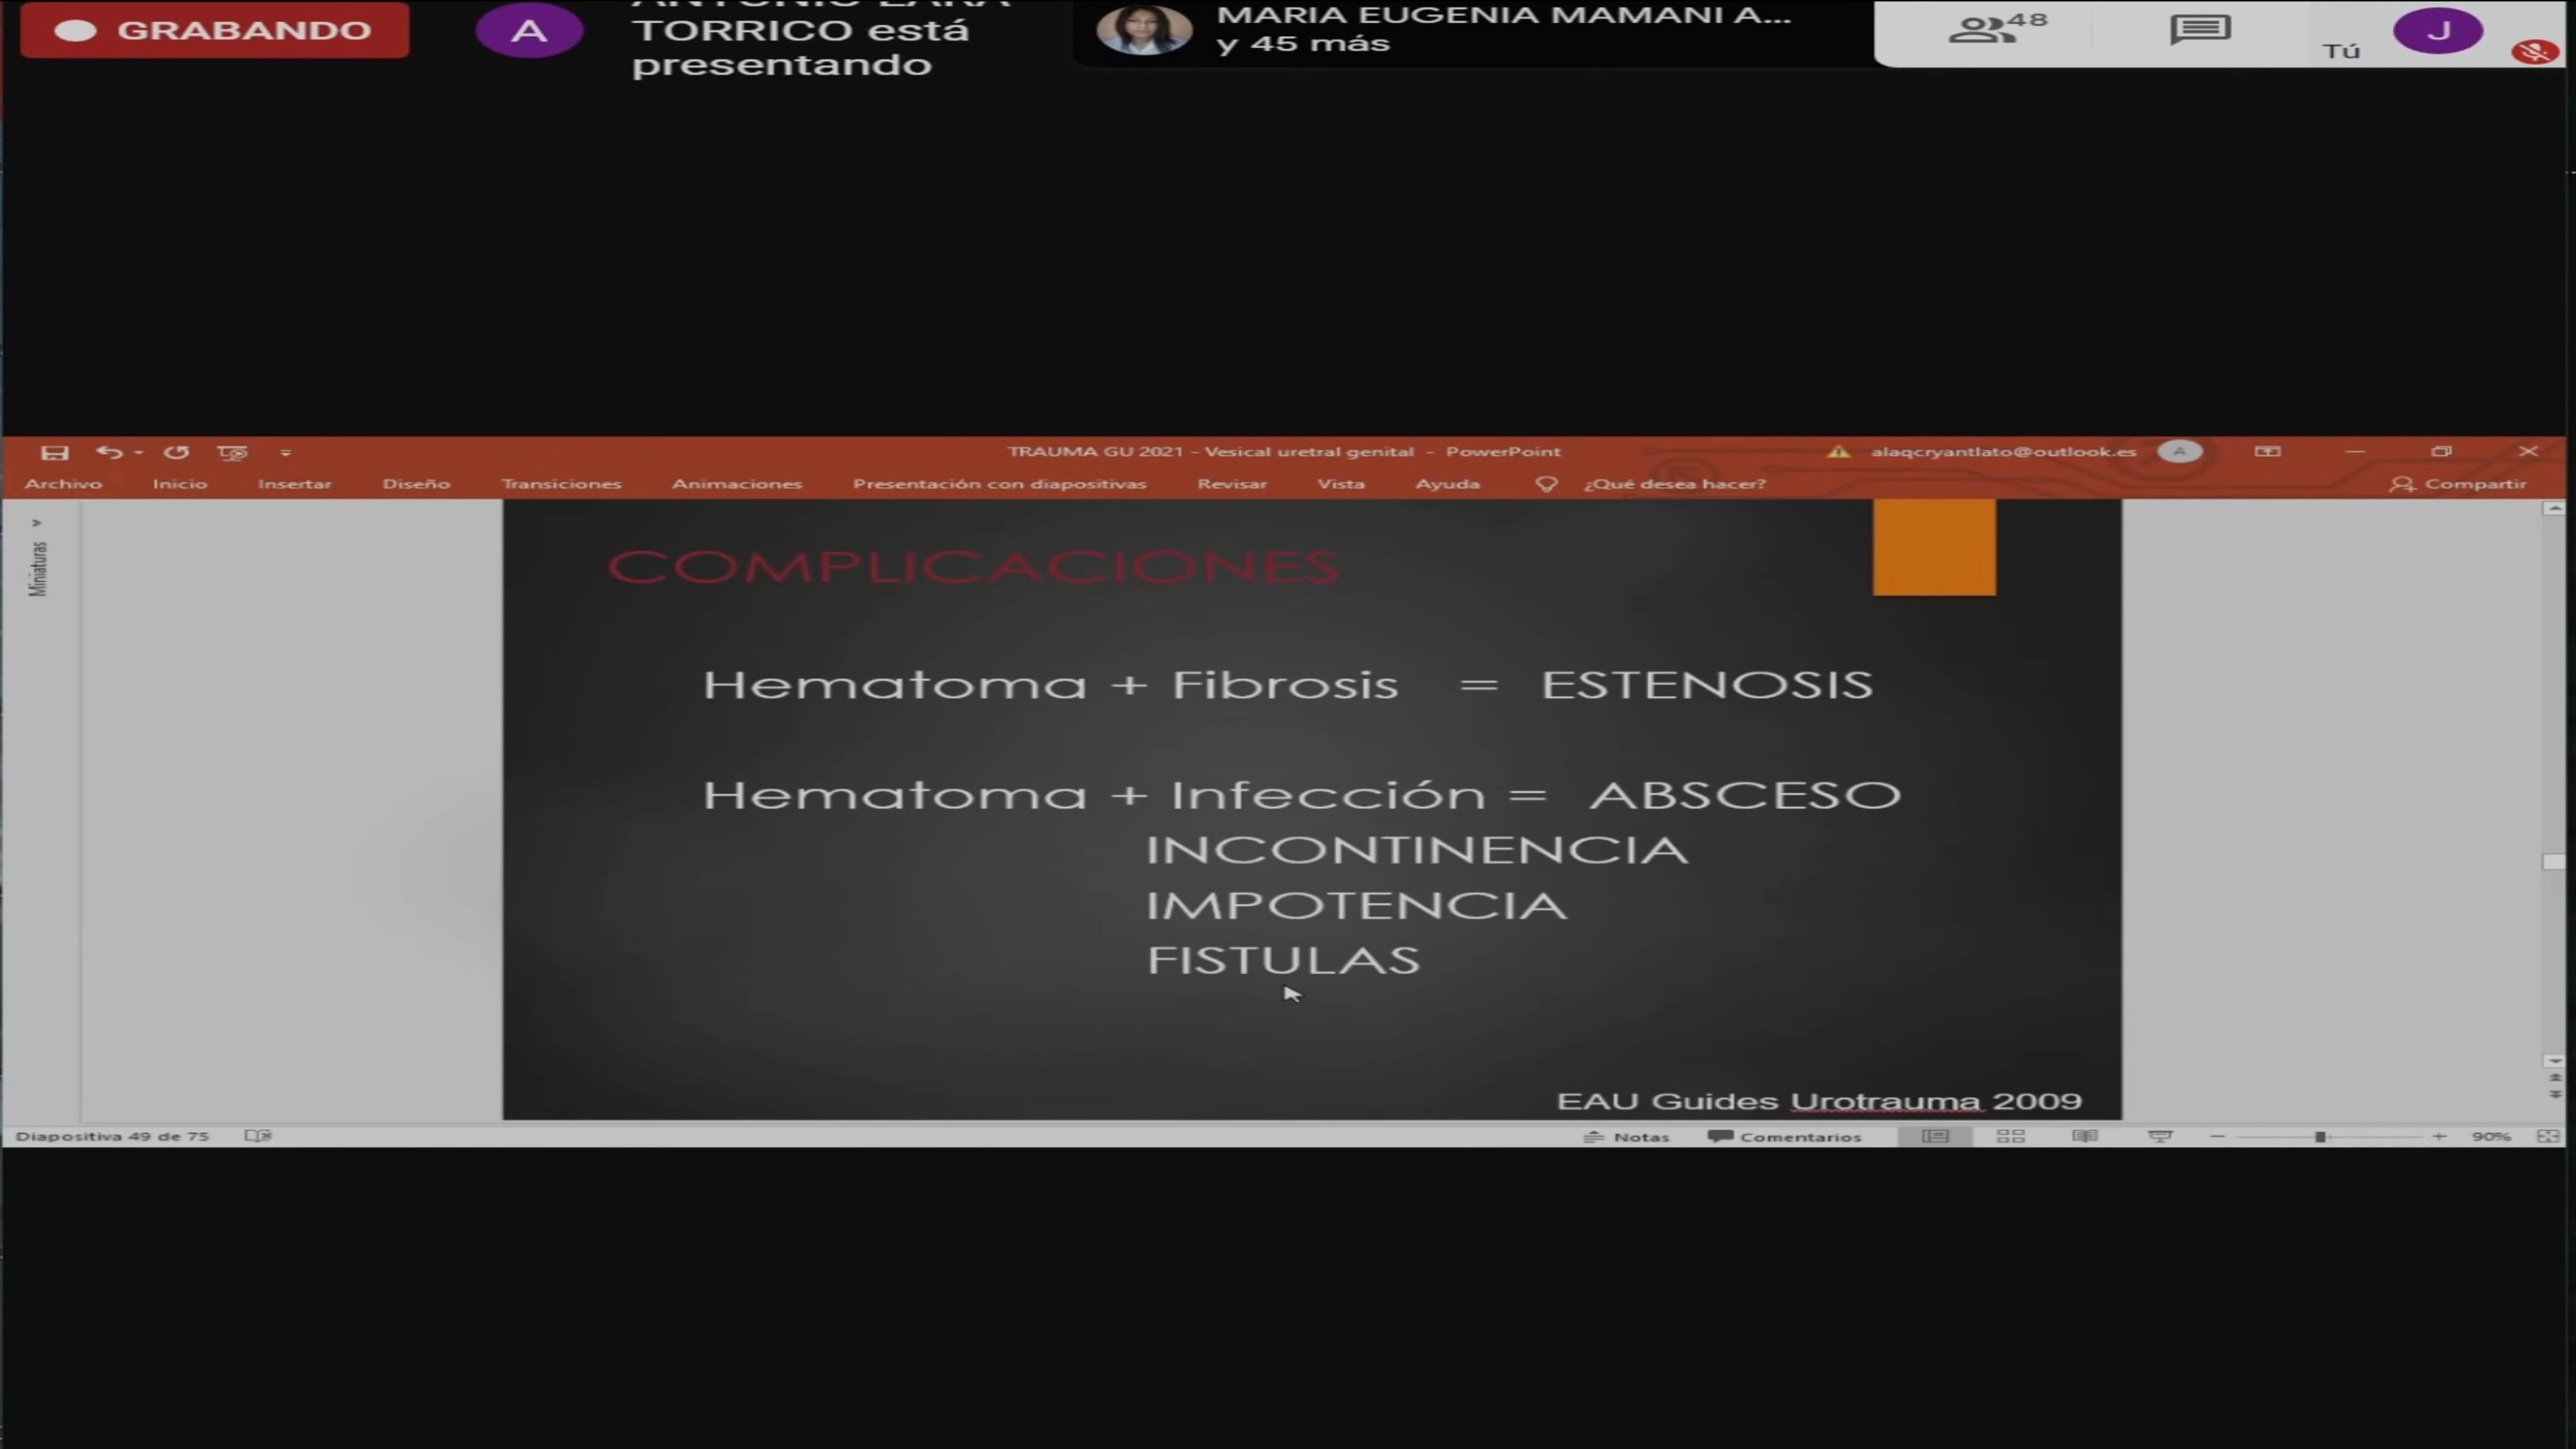 GRABANDO
A
TORRICO está
presentando
MARIA EUGENIA MAMANI A...
y 45 más
48
Tú
J
TRAUMA GU 2021 - Vesical uretral genital - PowerPoint
alaqcryantlato@outlook.es
A
Archivo Inicio Insertar Diseño Transiciones Animaciones Presentación con diapositivas Revisar Vista Ayuda ¿Qué desea hacer? Compartir
Miniaturas
COMPLICACIONES
Hematoma + Fibrosis = ESTENOSIS
Hematoma + Infección = ABSCESO
INCONTINENCIA
IMPOTENCIA
FISTULAS
EAU Guides Urotrauma 2009
Diapositiva 49 de 75
Notas Comentarios 90%